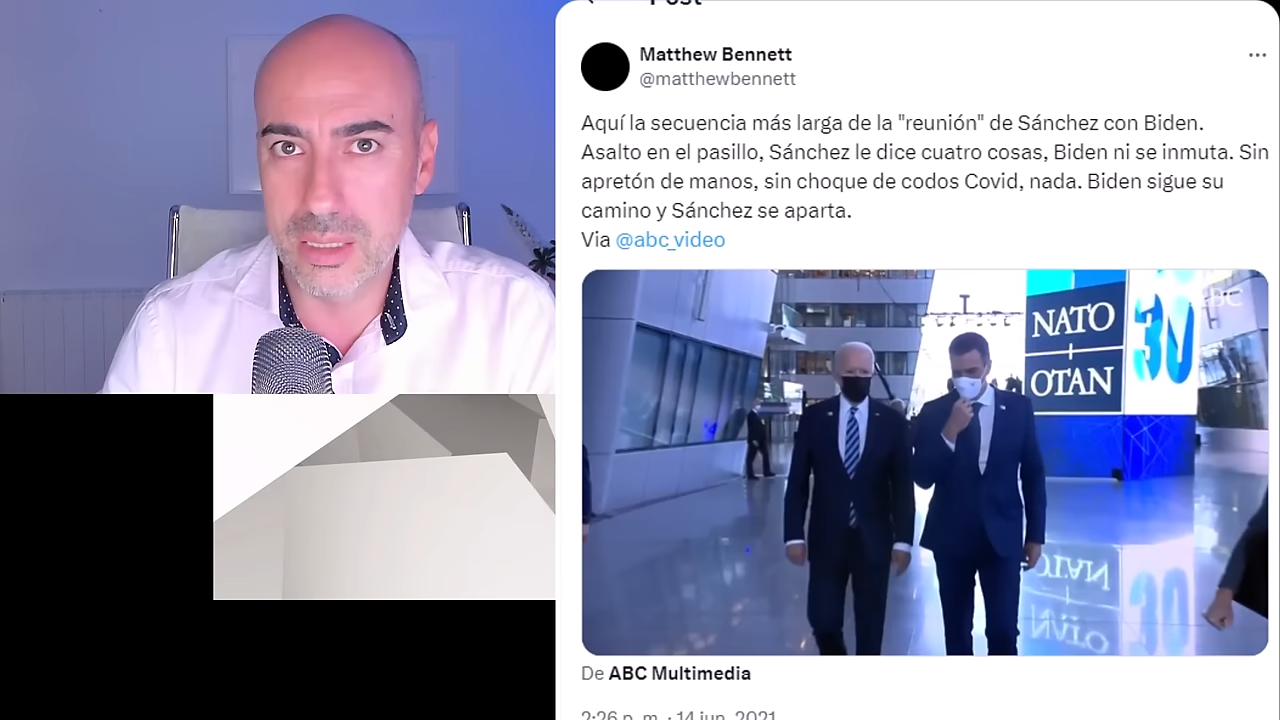 Post
Matthew Bennett
@matthewbennett
Aquí la secuencia más larga de la "reunión" de Sánchez con Biden.
Asalto en el pasillo, Sánchez le dice cuatro cosas, Biden ni se inmuta. Sin
apretón de manos, sin choque de codos Covid, nada. Biden sigue su
camino y Sánchez se aparta.
Via @abc_video
ABC
NATO
OTAN
30
De ABC Multimedia
2:26 p. m. · 14 jun. 2021